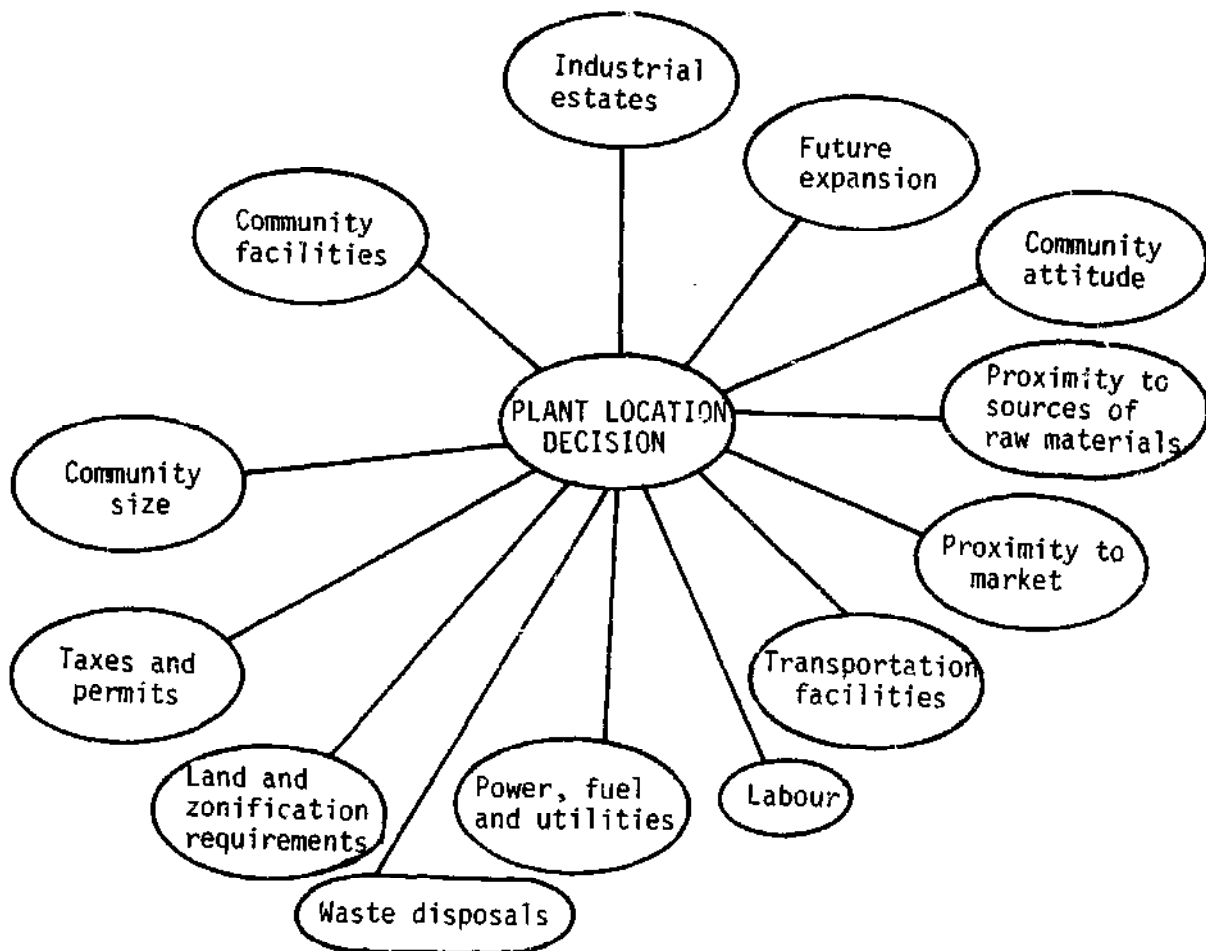 Industrial
estates
Future
expansion
Community
facilities
Community
attitude
Proximity to
sources of
raw materials
PLANT LOCATION
DECISION
Community
size
Proximity to
market
Taxes and
permits
Transportation
facilities
Land and
zonification
requirements
Power, fuel
and utilities
Labour
Waste disposals